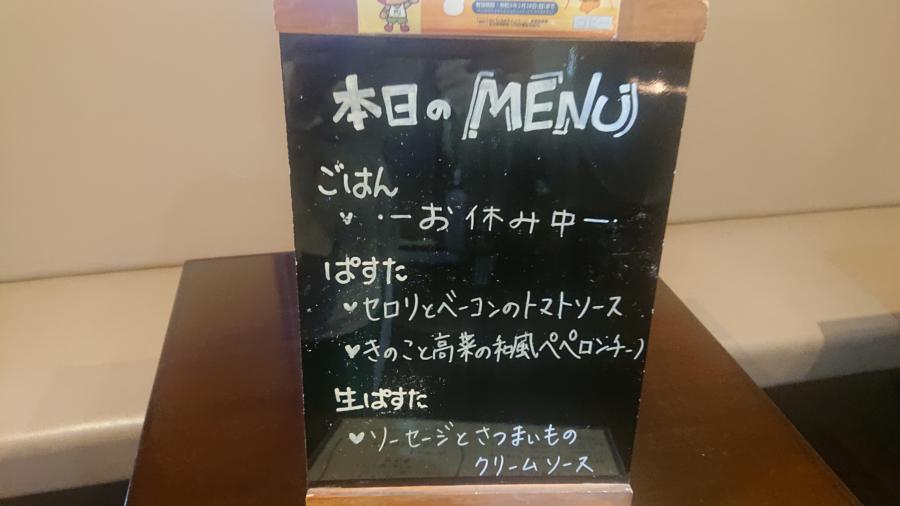 本日のMENU
ごはん
♥ ·ーお休み中ー·
ぱすた
♥セロリとベーコンのトマトソース
♥きのこと高菜の和風ペペロンチーノ
生ぱすた
♥ソーセージとさつまいもの
クリームソース